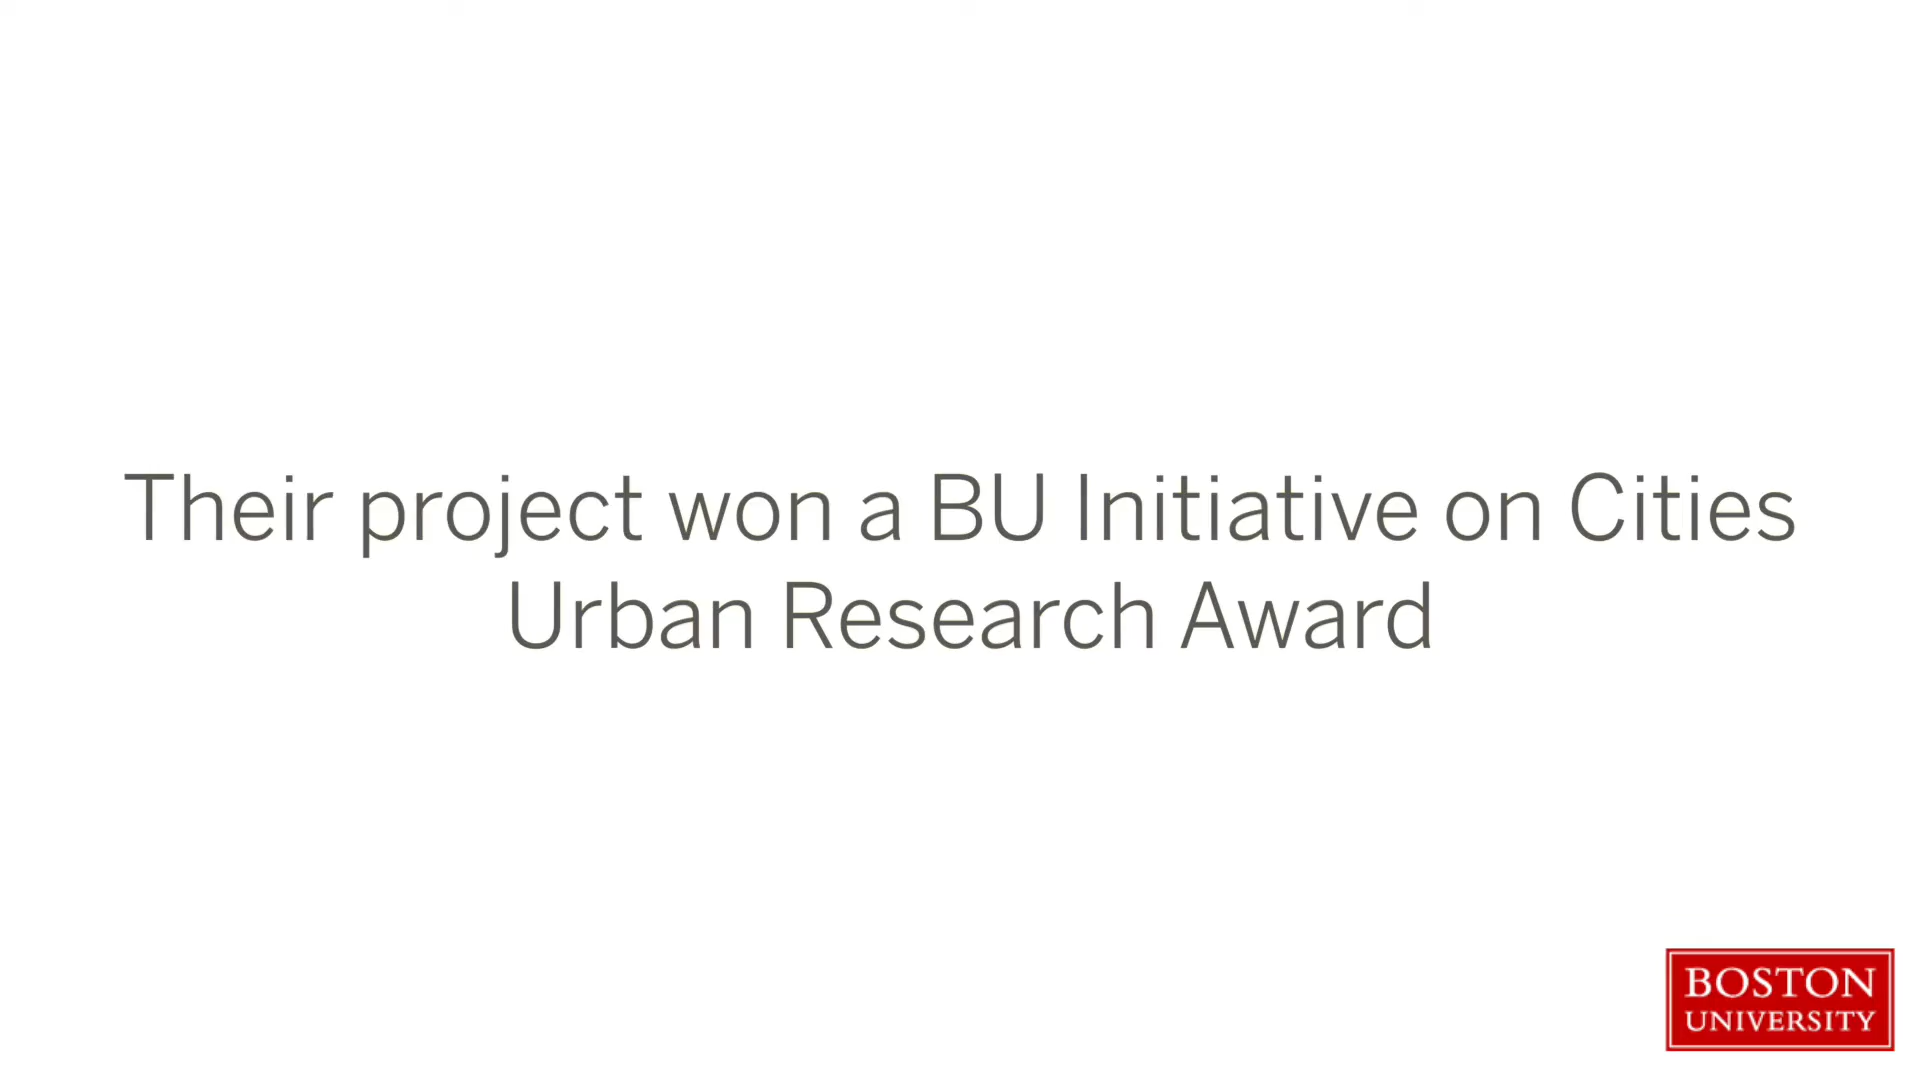 Their project won a BU Initiative on Cities
Urban Research Award
BOSTON
UNIVERSITY